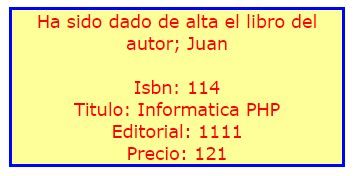 Ha sido dado de alta el libro del
autor; Juan
Isbn: 114
Titulo: Informatica PHP
Editorial: 1111
Precio: 121